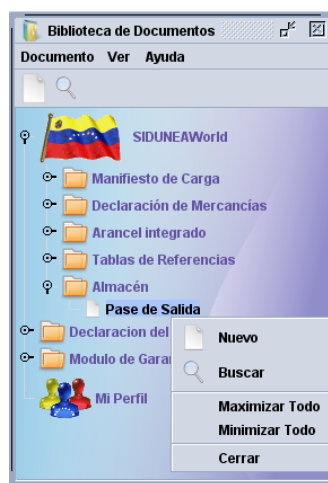 Biblioteca de Documentos
Documento Ver Ayuda
SIDUNEAWorld
Manifiesto de Carga
Declaración de Mercancías
Arancel integrado
Tablas de Referencias
Almacén
Pase de Salida
Declaracion del
Nuevo
Modulo de Garan
Buscar
Mi Perfil
Maximizar Todo
Minimizar Todo
Cerrar